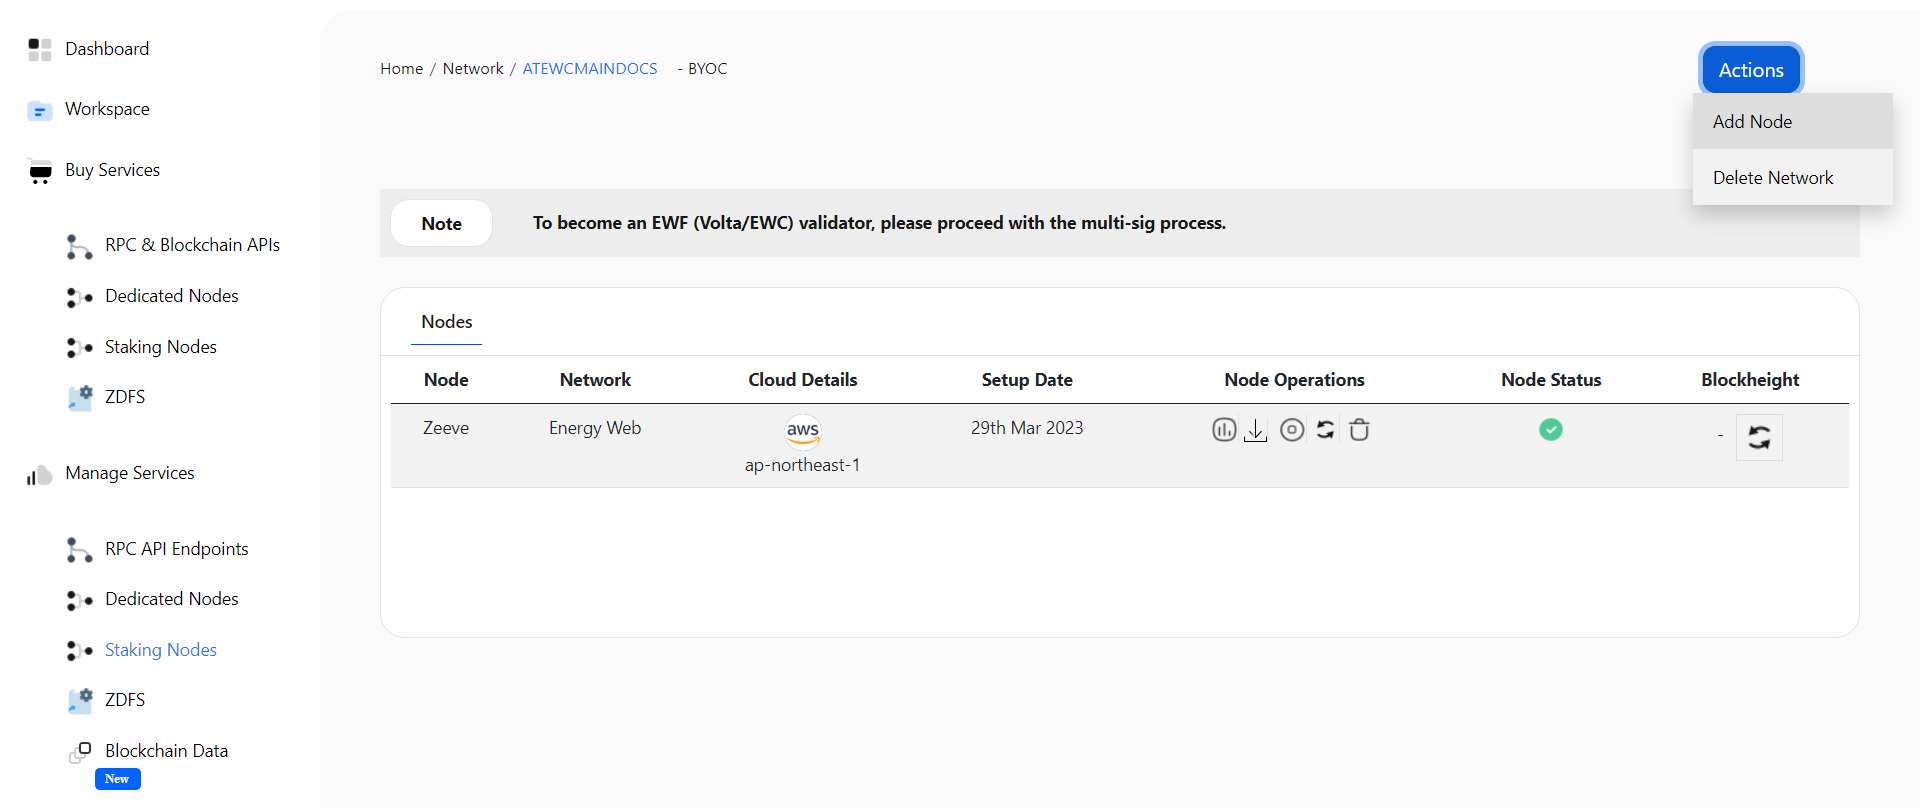 Dashboard
Workspace
Buy Services
RPC & Blockchain APIs
Dedicated Nodes
Staking Nodes
ZDFS
Manage Services
RPC API Endpoints
Dedicated Nodes
Staking Nodes
ZDFS
Blockchain Data
New
Home / Network / ATEWCMAINDOCS - BYOC
Actions
Add Node
Delete Network
Note To become an EWF (Volta/EWC) validator, please proceed with the multi-sig process.
Nodes
Node Network Cloud Details Setup Date Node Operations Node Status Blockheight
Zeeve Energy Web aws 29th Mar 2023 -
ap-northeast-1